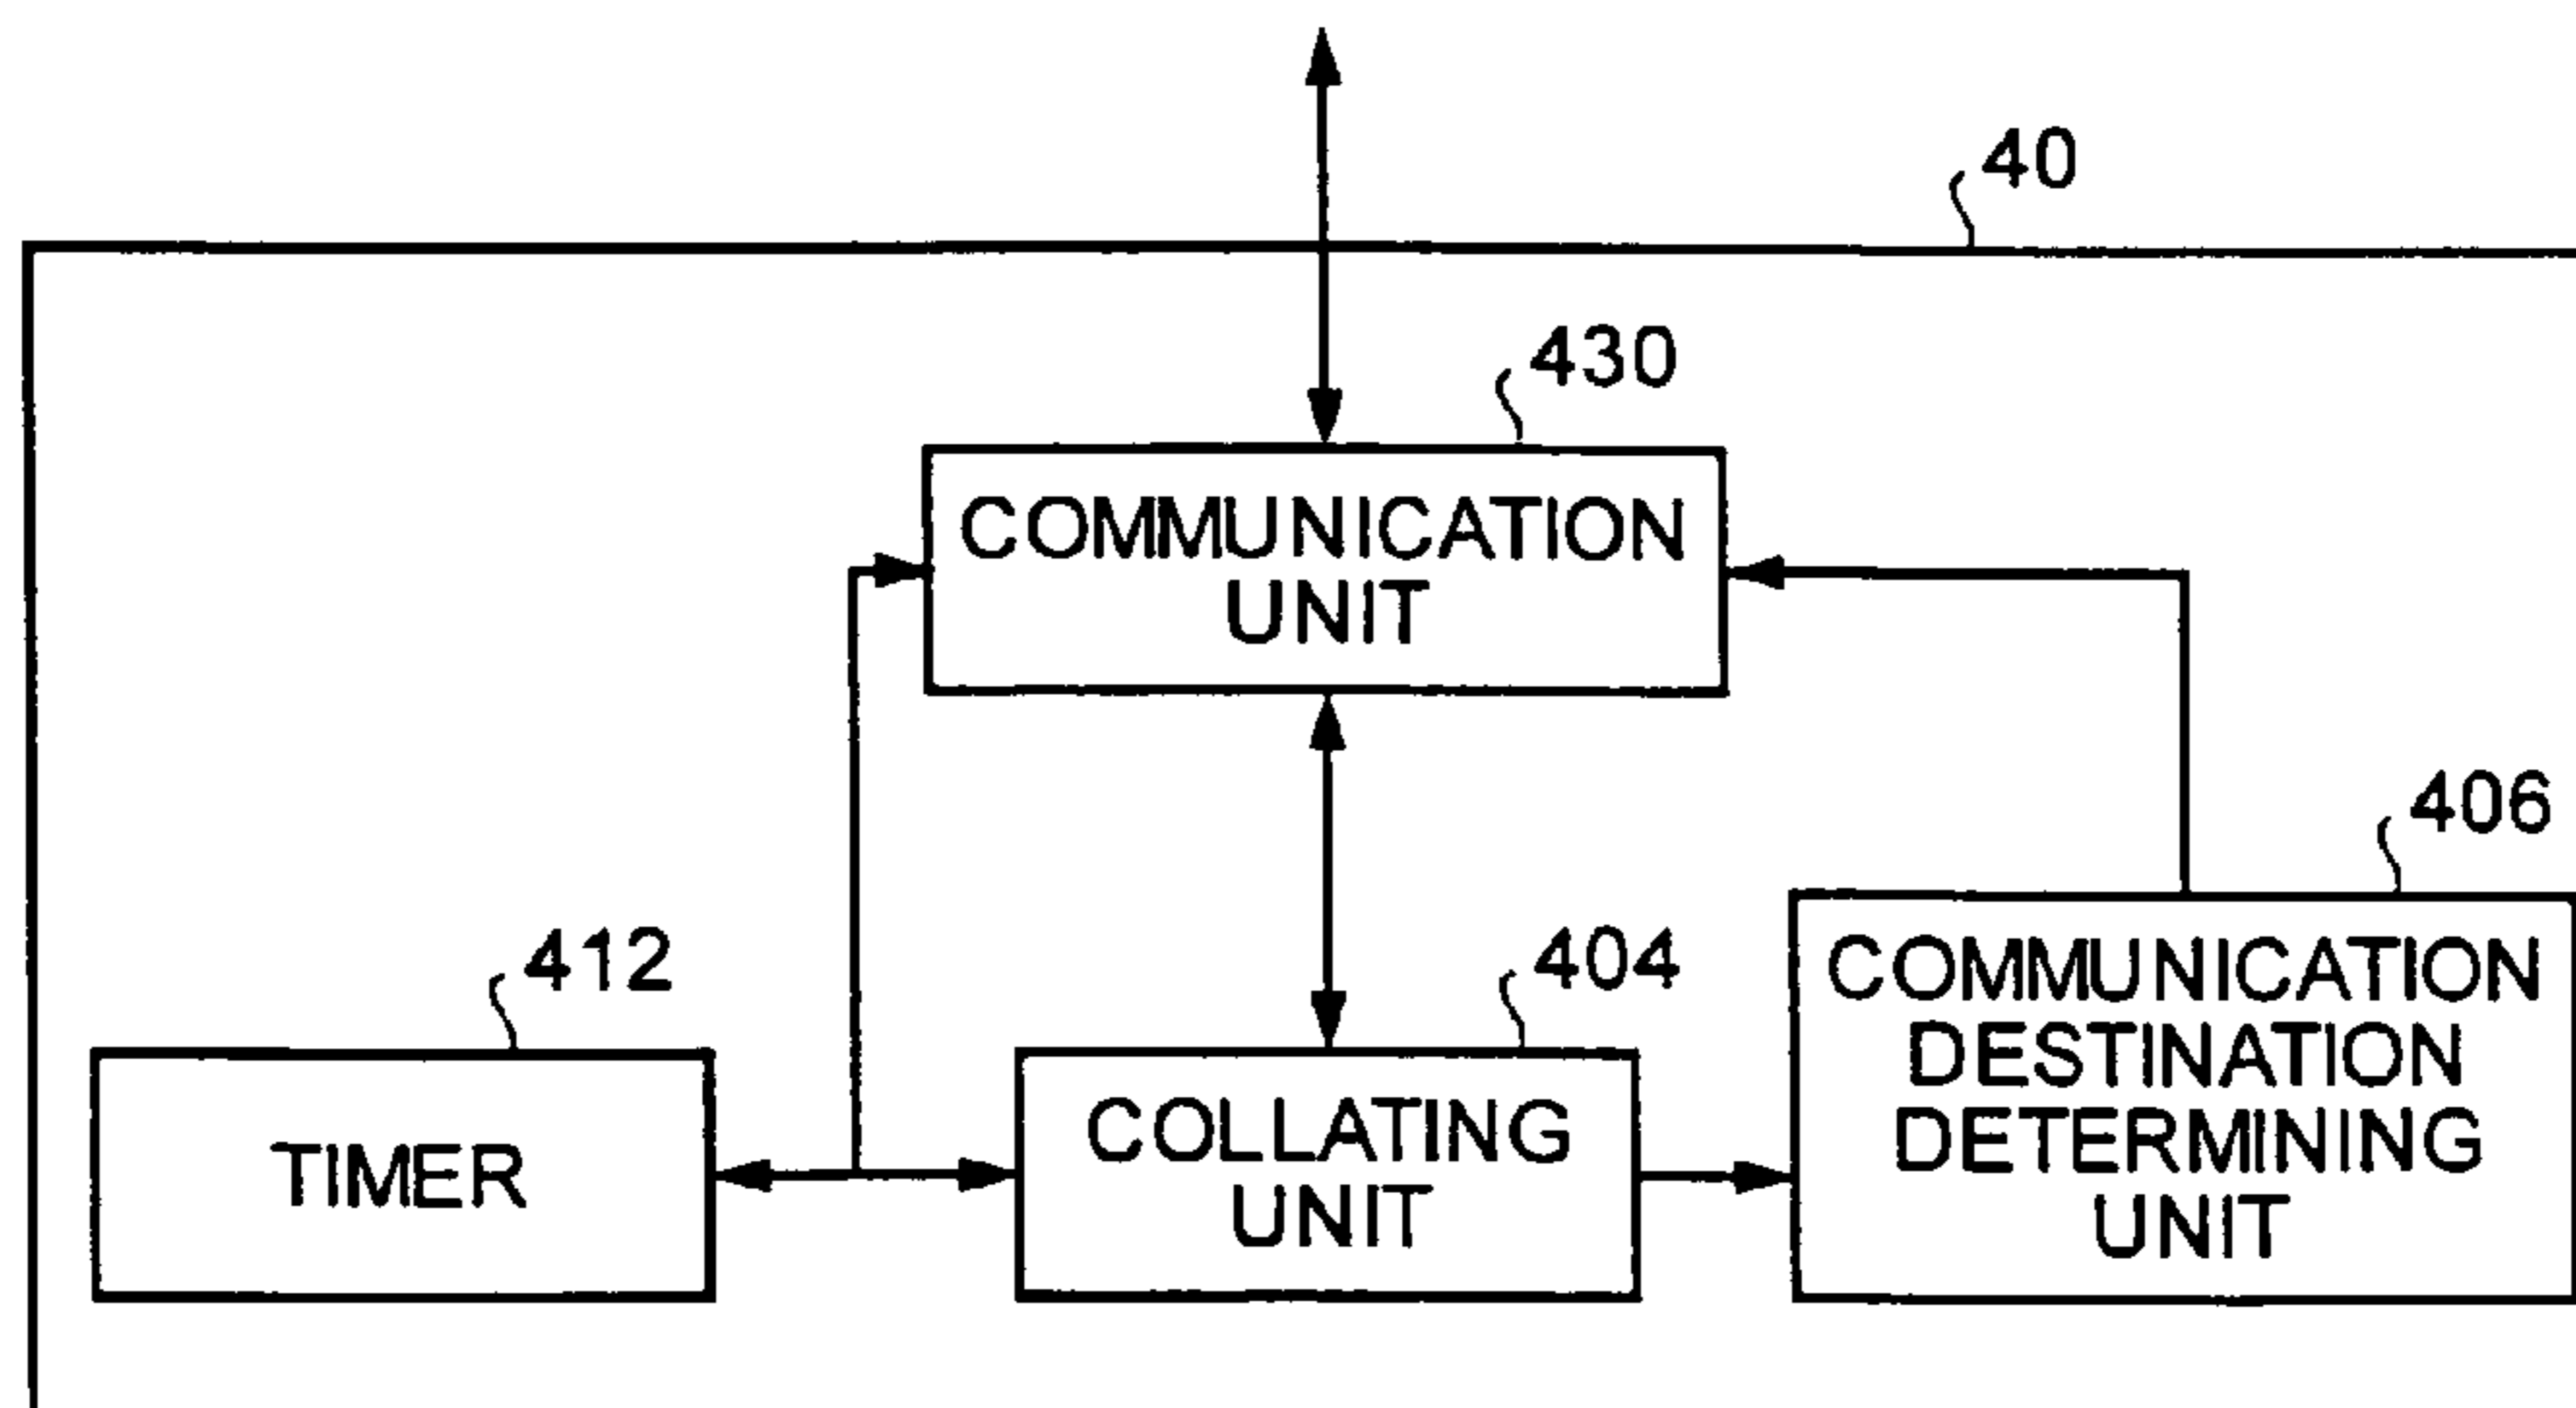 40
430
COMMUNICATION
UNIT
406
COMMUNICATION
DESTINATION
DETERMINING
UNIT
412
TIMER
404
COLLATING
UNIT